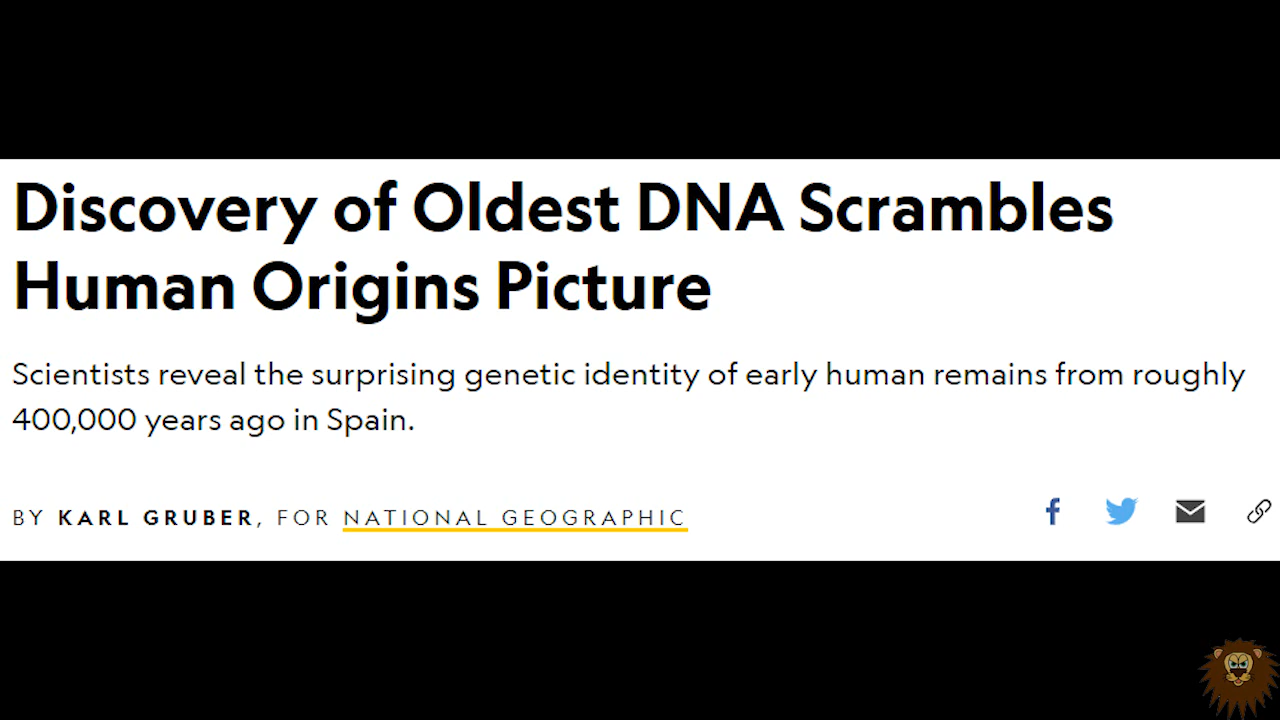 Discovery of Oldest DNA Scrambles
Human Origins Picture
Scientists reveal the surprising genetic identity of early human remains from roughly
400,000 years ago in Spain.
BY KARL GRUBER, FOR NATIONAL GEOGRAPHIC